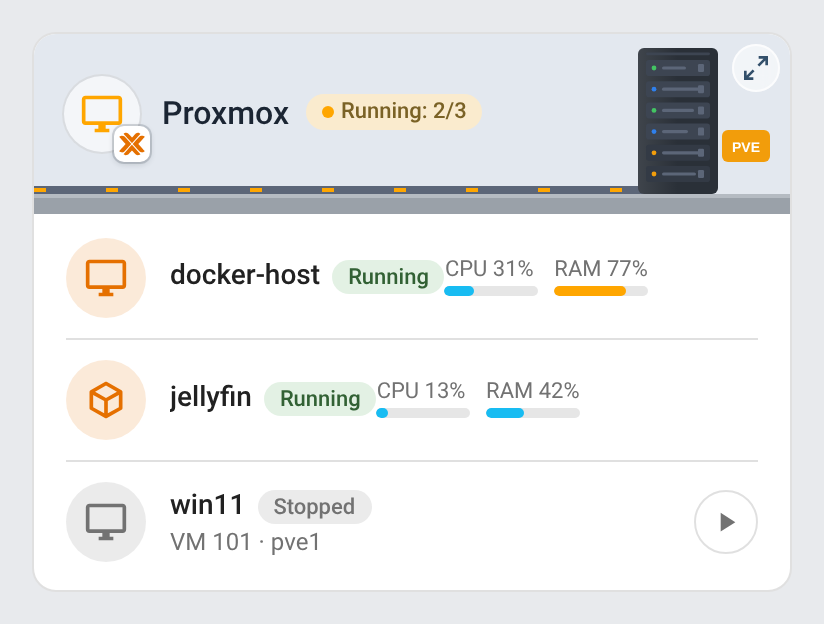 Proxmox
Running: 2/3
PVE
docker-host Running CPU 31% RAM 77%
jellyfin Running CPU 13% RAM 42%
win11 Stopped
VM 101 · pve1